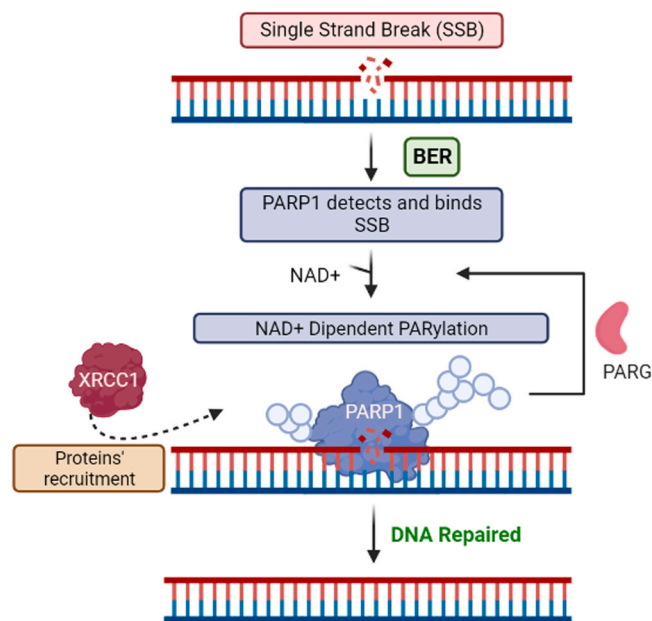 Single Strand Break (SSB)
BER
PARP1 detects and binds
SSB
NAD+
NAD+ Dipendent PARylation
PARG
XRCC1
PARP1
Proteins'
recruitment
DNA Repaired